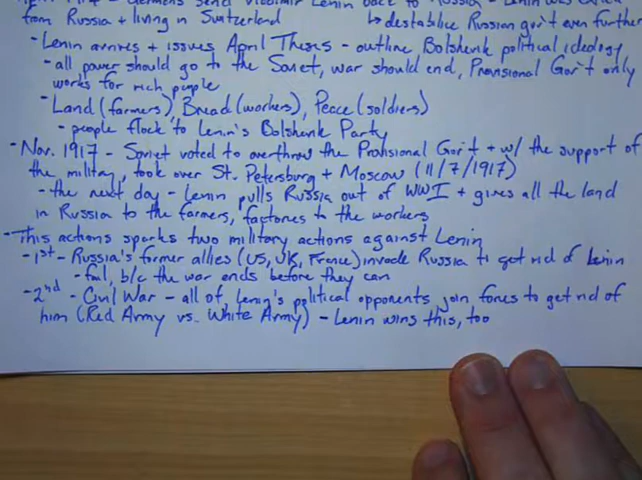 Germans send Vladimir Lenin back to Russia - Lenin was
from Russia + living in Switzerland ↳ destabilize Russian gov't even further
- Lenin arrives + issues April Theses - outline Bolshevik political ideology
- all power should go to the Soviet, war should end, Provisional Gov't only
works for rich people
- Land (farmers) Bread (workers), Peace (soldiers)
- people flock to Lenin's Bolshevik Party
- Nov. 1917 - Soviet voted to overthrow the Provisional Gov't + w/ the support of
the military, took over St. Petersburg + Moscow (11/7/1917)
- the next day - Lenin pulls Russia out of WWI + gives all the land
in Russia to the farmers, factories to the workers
- This actions sparks two military actions against Lenin
- 1st - Russia's former allies (US, UK, France) invade Russia to get rid of Lenin
- fail, b/c the war ends before they can
- 2nd - Civil War - all of, Lenin's political opponents join forces to get rid of
him (Red Army vs. White Army) - Lenin wins this, too